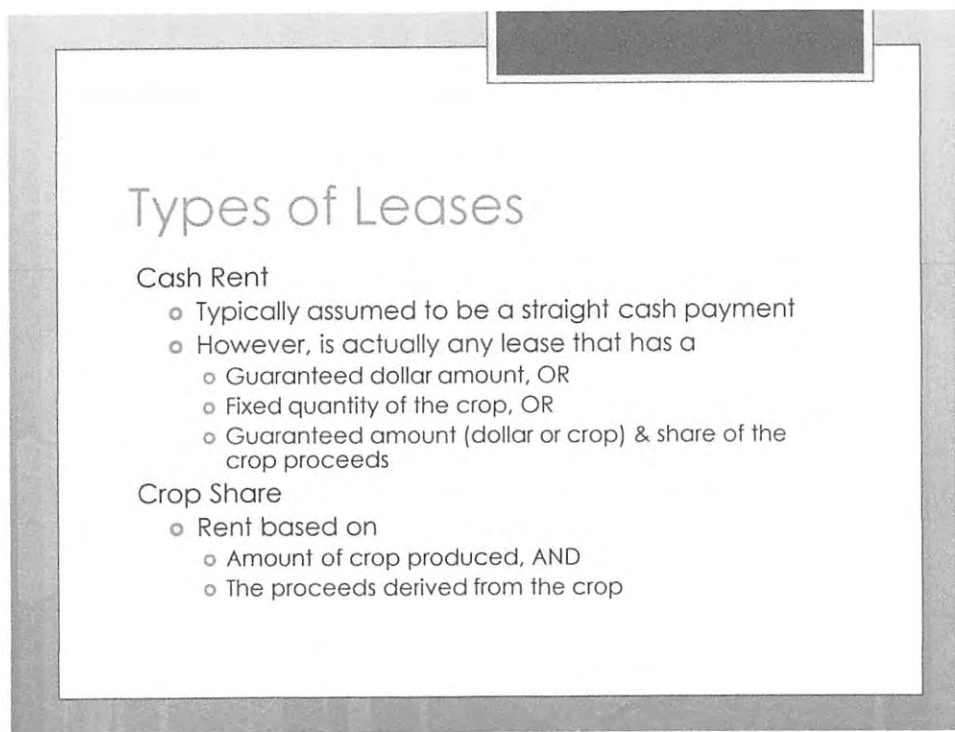 Types of Leases
Cash Rent
Typically assumed to be a straight cash payment
However, is actually any lease that has a
Guaranteed dollar amount, OR
Fixed quantity of the crop, OR
Guaranteed amount (dollar or crop) & share of the
crop proceeds
Crop Share
Rent based on
Amount of crop produced, AND
The proceeds derived from the crop